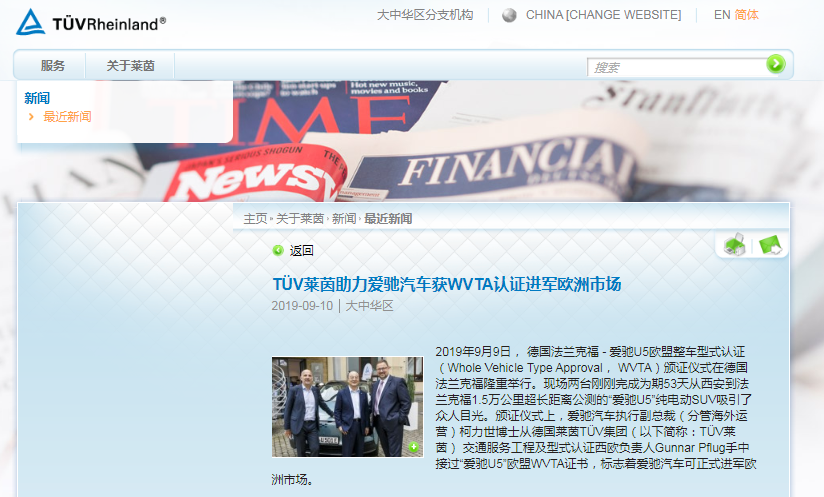 TÜVRheinland®
大中华区分支机构
CHINA [CHANGE WEBSITE]
EN 简体
服务
关于莱茵
搜索
新闻
最近新闻
Hot new music,
movies and books
TIME
JAPAN'S SERIOUS SHOGUN
News
THE
management
FINANCIAL
主页 › 关于莱茵 › 新闻 › 最近新闻
返回
TÜV莱茵助力爱驰汽车获WVTA认证进军欧洲市场
2019-09-10 | 大中华区
2019年9月9日， 德国法兰克福 - 爱驰U5欧盟整车型式认证
（Whole Vehicle Type Approval， WVTA）颁证仪式在德国
法兰克福隆重举行。现场两台刚刚完成为期53天从西安到法
兰克福1.5万公里超长距离公测的“爱驰U5”纯电动SUV吸引了
众人目光。颁证仪式上，爱驰汽车执行副总裁（分管海外运
营）柯力世博士从德国莱茵TÜV集团（以下简称：TÜV莱
茵） 交通服务工程及型式认证西欧负责人Gunnar Pflug手中
接过“爱驰U5”欧盟WVTA证书，标志着爱驰汽车可正式进军欧
洲市场。